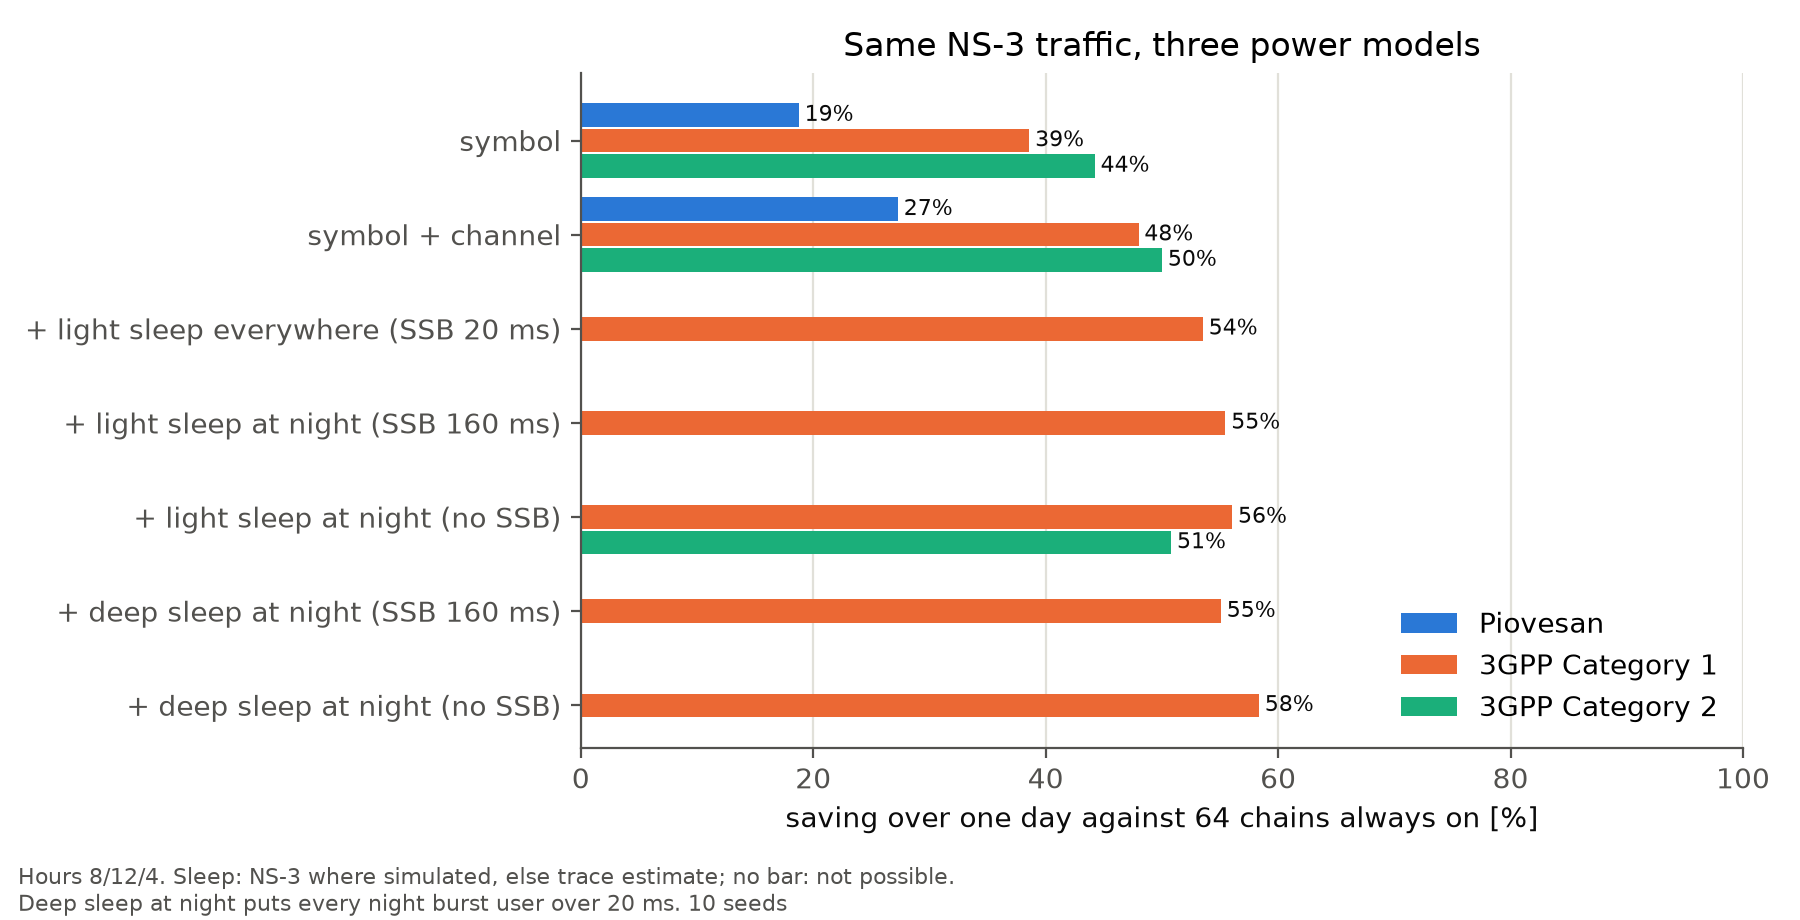 Same NS-3 traffic, three power models
symbol
19%
39%
44%
symbol + channel
27%
48%
50%
+ light sleep everywhere (SSB 20 ms)
54%
+ light sleep at night (SSB 160 ms)
55%
+ light sleep at night (no SSB)
56%
51%
+ deep sleep at night (SSB 160 ms)
55%
+ deep sleep at night (no SSB)
58%
Piovesan
3GPP Category 1
3GPP Category 2
0 20 40 60 80 100
saving over one day against 64 chains always on [%]
Hours 8/12/4. Sleep: NS-3 where simulated, else trace estimate; no bar: not possible.
Deep sleep at night puts every night burst user over 20 ms. 10 seeds